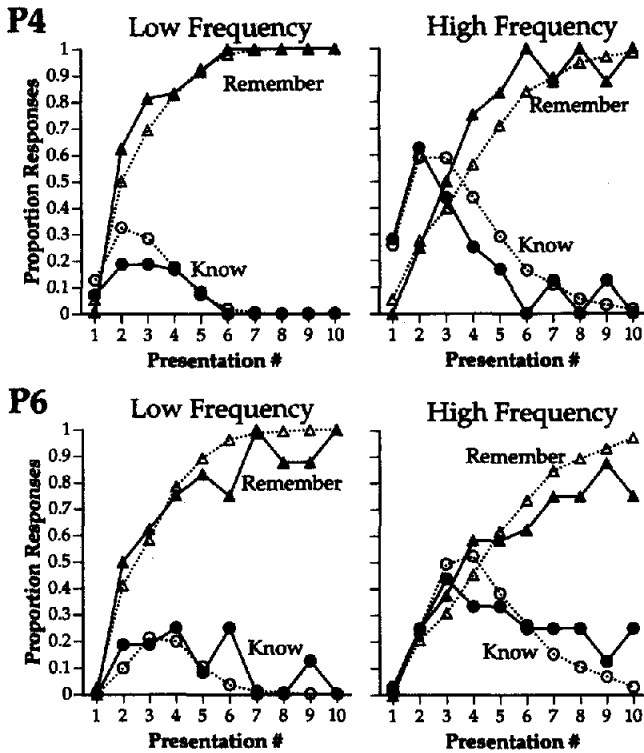 P4
Low Frequency
High Frequency
Proportion Responses
1
0.9
0.8
0.7
0.6
0.5
0.4
0.3
0.2
0.1
0
Remember
Know
Remember
Know
1 2 3 4 5 6 7 8 9 10
1 2 3 4 5 6 7 8 9 10
Presentation #
Presentation #
P6
Low Frequency
High Frequency
Proportion Responses
1
0.9
0.8
0.7
0.6
0.5
0.4
0.3
0.2
0.1
0
Remember
Know
Remember
Know
1 2 3 4 5 6 7 8 9 10
1 2 3 4 5 6 7 8 9 10
Presentation #
Presentation #